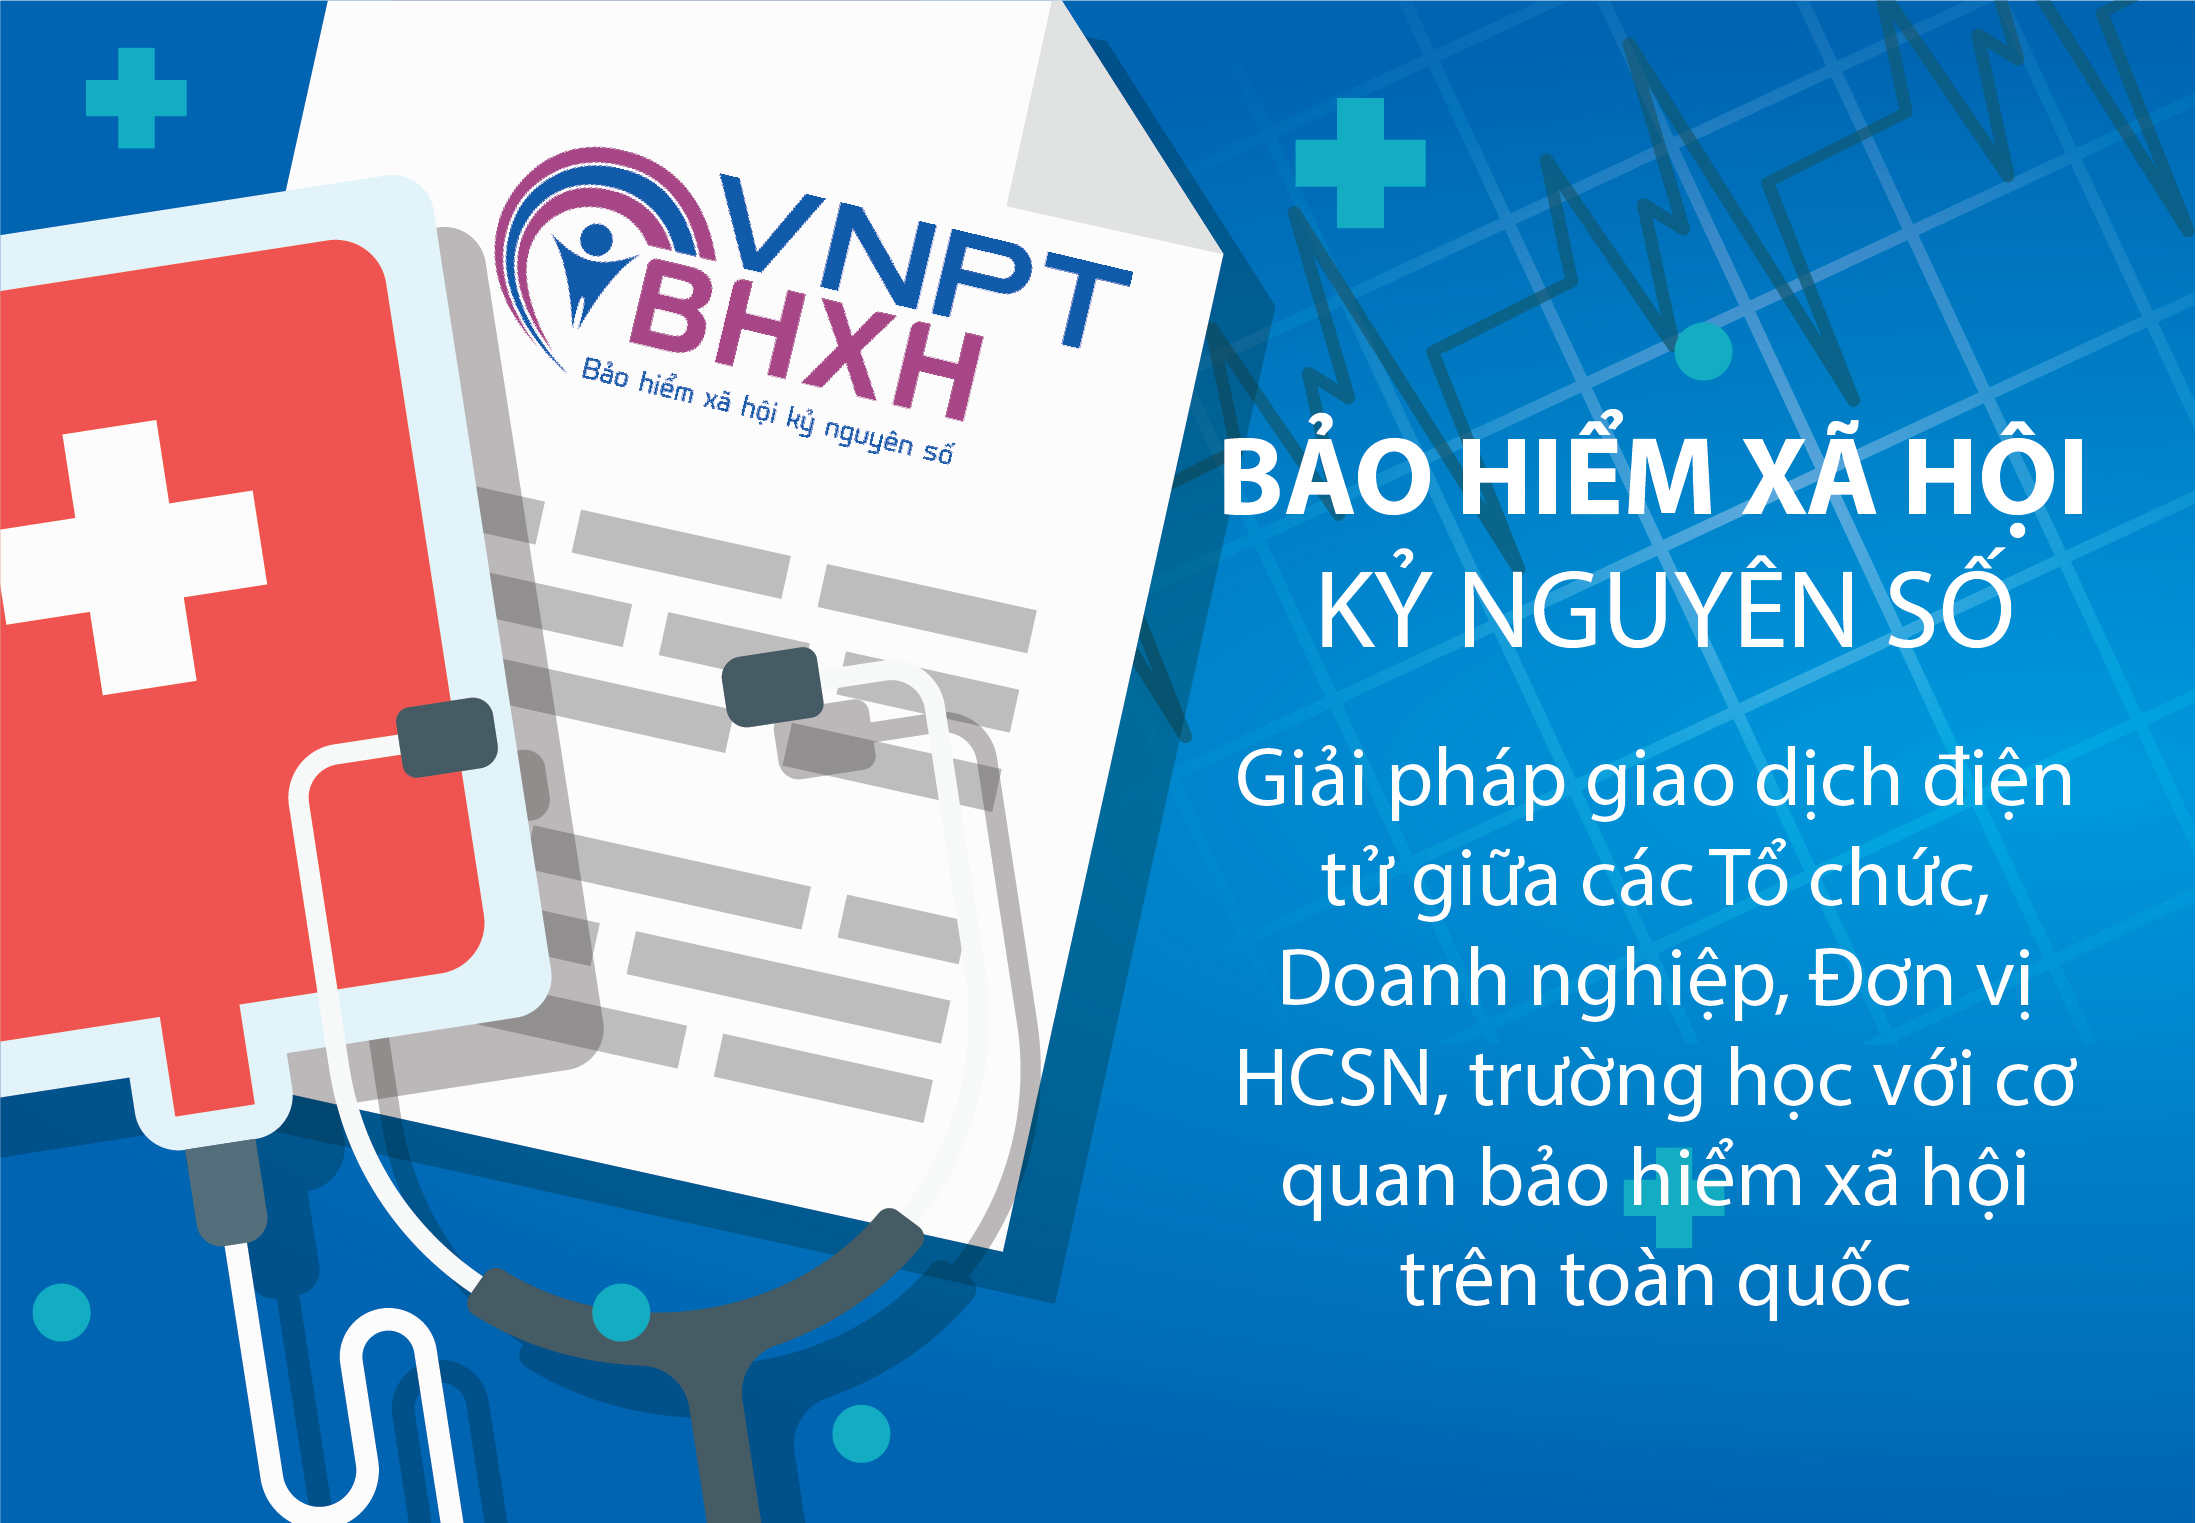 VNPT
BHXH
Bảo hiểm xã hội kỷ nguyên số
BẢO HIỂM XÃ HỘI
KỶ NGUYÊN SỐ
Giải pháp giao dịch điện
tử giữa các Tổ chức,
Doanh nghiệp, Đơn vị
HCSN, trường học với cơ
quan bảo hiểm xã hội
trên toàn quốc